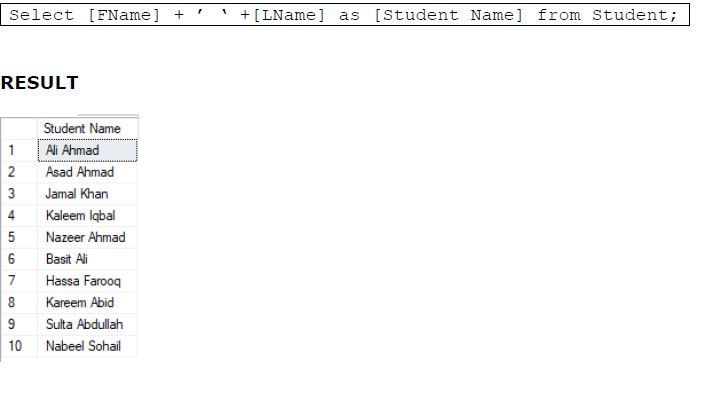 Select [FName] + ’ ‘ +[LName] as [Student Name] from Student;
RESULT
Student Name
1 Ali Ahmad
2 Asad Ahmad
3 Jamal Khan
4 Kaleem Iqbal
5 Nazeer Ahmad
6 Basit Ali
7 Hassa Farooq
8 Kareem Abid
9 Sulta Abdullah
10 Nabeel Sohail